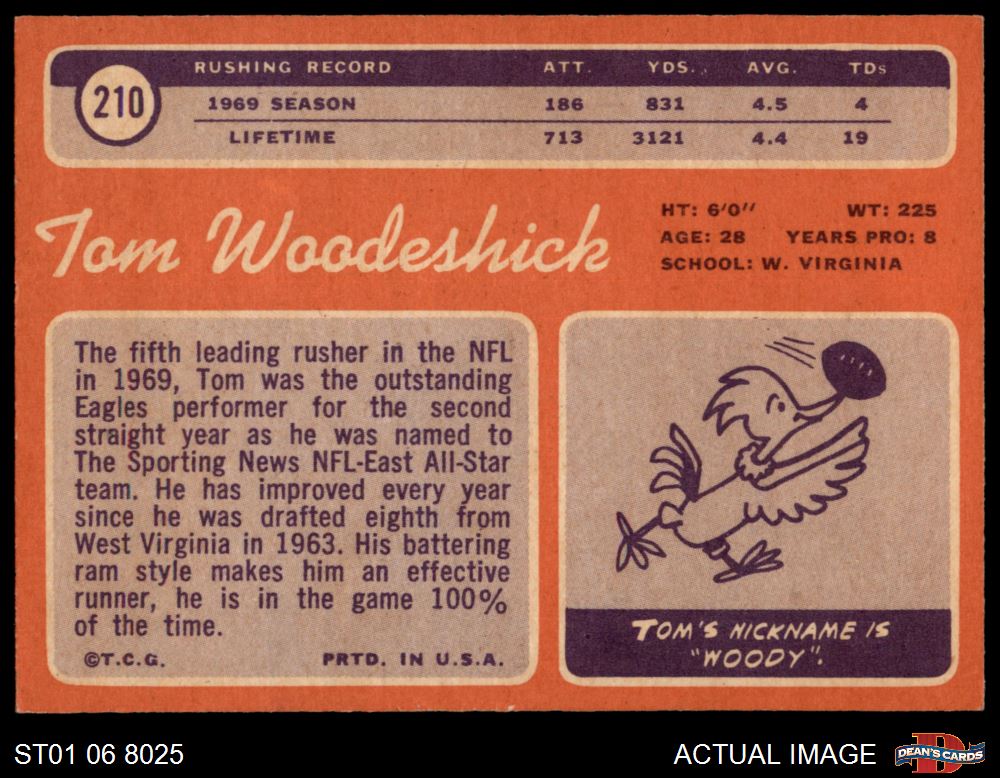 210
RUSHING RECORD ATT. YDS. AVG. TDs
1969 SEASON 186 831 4.5 4
LIFETIME 713 3121 4.4 19
Tom Woodeshick
HT: 6'0'' WT: 225
AGE: 28 YEARS PRO: 8
SCHOOL: W. VIRGINIA
The fifth leading rusher in the NFL
in 1969, Tom was the outstanding
Eagles performer for the second
straight year as he was named to
The Sporting News NFL-East All-Star
team. He has improved every year
since he was drafted eighth from
West Virginia in 1963. His battering
ram style makes him an effective
runner, he is in the game 100%
of the time.
©T.C.G. PRTD. IN U.S.A.
TOM'S NICKNAME IS
"WOODY".
ST01 06 8025
ACTUAL IMAGE
D
DEAN'S CARDS